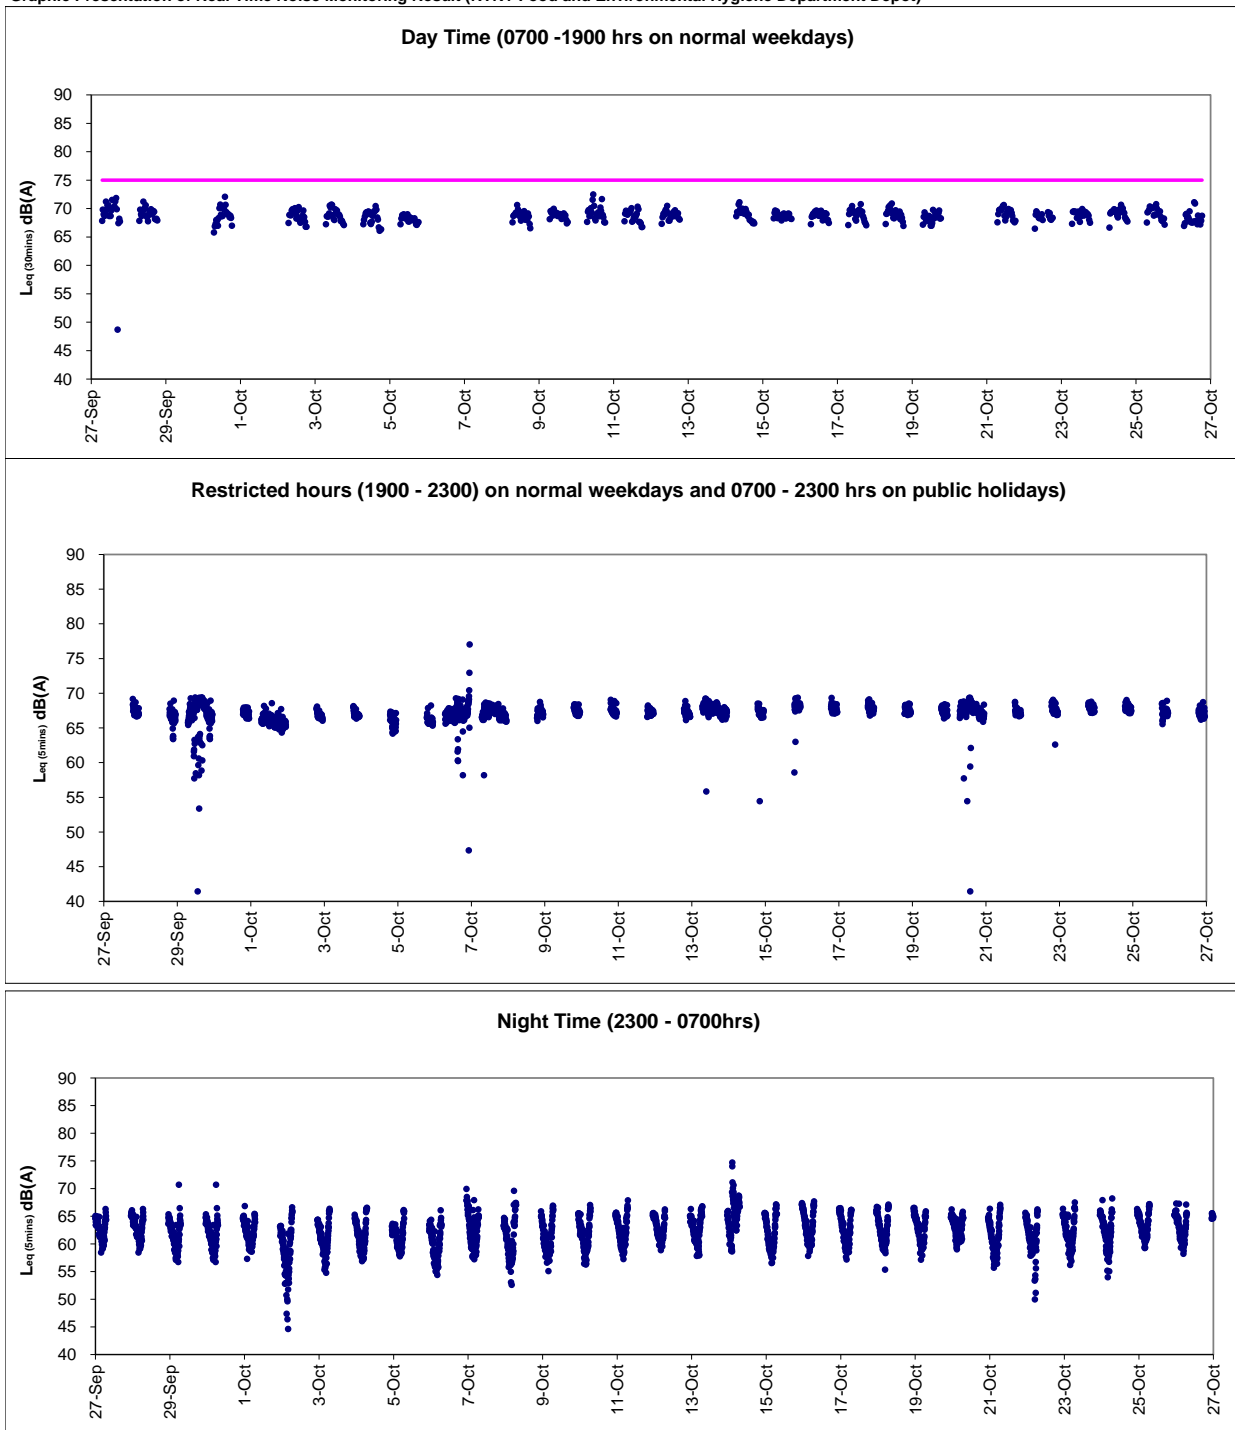 Day Time (0700 -1900 hrs on normal weekdays)
90
85
80
75
70
65
60
55
50
45
40
Leq (30mins) dB(A)
27-Sep
29-Sep
1-Oct
3-Oct
5-Oct
7-Oct
9-Oct
11-Oct
13-Oct
15-Oct
17-Oct
19-Oct
21-Oct
23-Oct
25-Oct
27-Oct
Restricted hours (1900 - 2300) on normal weekdays and 0700 - 2300 hrs on public holidays)
90
85
80
75
70
65
60
55
50
45
40
Leq (5mins) dB(A)
27-Sep
29-Sep
1-Oct
3-Oct
5-Oct
7-Oct
9-Oct
11-Oct
13-Oct
15-Oct
17-Oct
19-Oct
21-Oct
23-Oct
25-Oct
27-Oct
Night Time (2300 - 0700hrs)
90
85
80
75
70
65
60
55
50
45
40
Leq (5mins) dB(A)
27-Sep
29-Sep
1-Oct
3-Oct
5-Oct
7-Oct
9-Oct
11-Oct
13-Oct
15-Oct
17-Oct
19-Oct
21-Oct
23-Oct
25-Oct
27-Oct